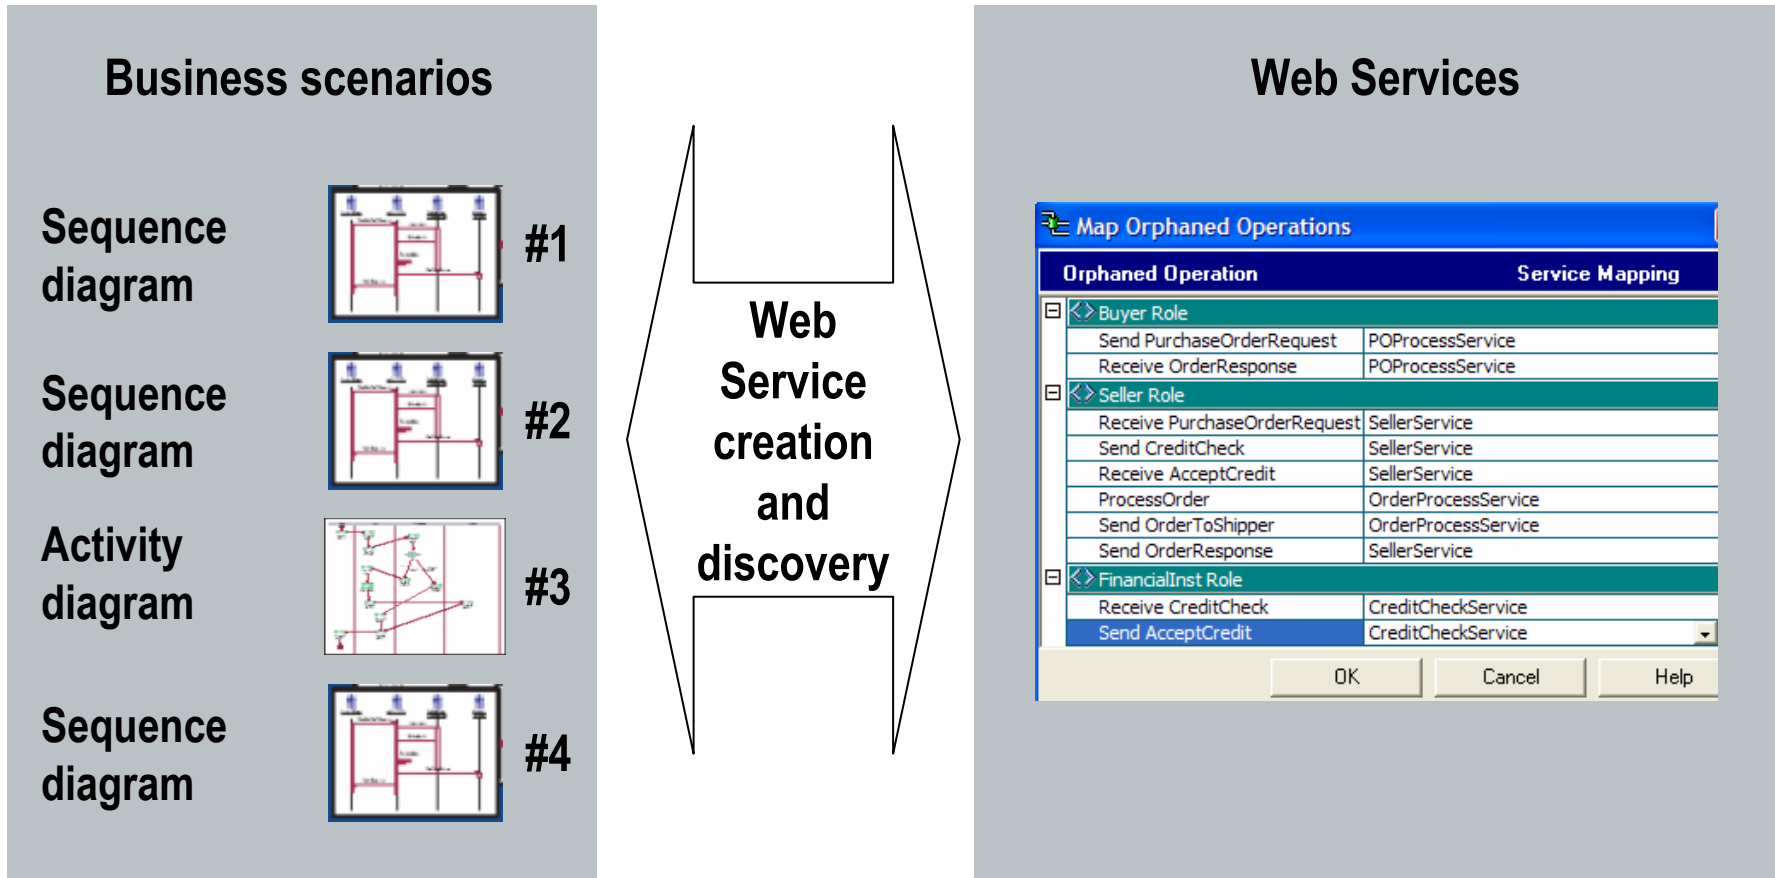 Business scenarios
Sequence
diagram
#1
Sequence
diagram
#2
Activity
diagram
#3
Sequence
diagram
#4
Web
Service
creation
and
discovery
Web Services
Map Orphaned Operations
Orphaned Operation Service Mapping
Buyer Role
Send PurchaseOrderRequest POProcessService
Receive OrderResponse POProcessService
Seller Role
Receive PurchaseOrderRequest SellerService
Send CreditCheck SellerService
Receive AcceptCredit SellerService
ProcessOrder OrderProcessService
Send OrderToShipper OrderProcessService
Send OrderResponse SellerService
FinancialInst Role
Receive CreditCheck CreditCheckService
Send AcceptCredit CreditCheckService
OK Cancel Help